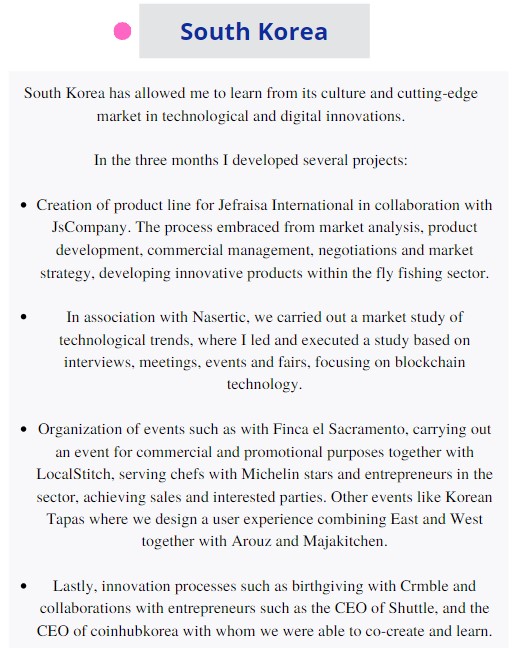 South Korea
South Korea has allowed me to learn from its culture and cutting-edge
market in technological and digital innovations.
In the three months I developed several projects:
• Creation of product line for Jefraisa International in collaboration with
JsCompany. The process embraced from market analysis, product
development, commercial management, negotiations and market
strategy, developing innovative products within the fly fishing sector.
• In association with Nasertic, we carried out a market study of
technological trends, where I led and executed a study based on
interviews, meetings, events and fairs, focusing on blockchain
technology.
• Organization of events such as with Finca el Sacramento, carrying out
an event for commercial and promotional purposes together with
LocalStitch, serving chefs with Michelin stars and entrepreneurs in the
sector, achieving sales and interested parties. Other events like Korean
Tapas where we design a user experience combining East and West
together with Arouz and Majakitchen.
• Lastly, innovation processes such as birthgiving with Crmble and
collaborations with entrepreneurs such as the CEO of Shuttle, and the
CEO of coinhubkorea with whom we were able to co-create and learn.